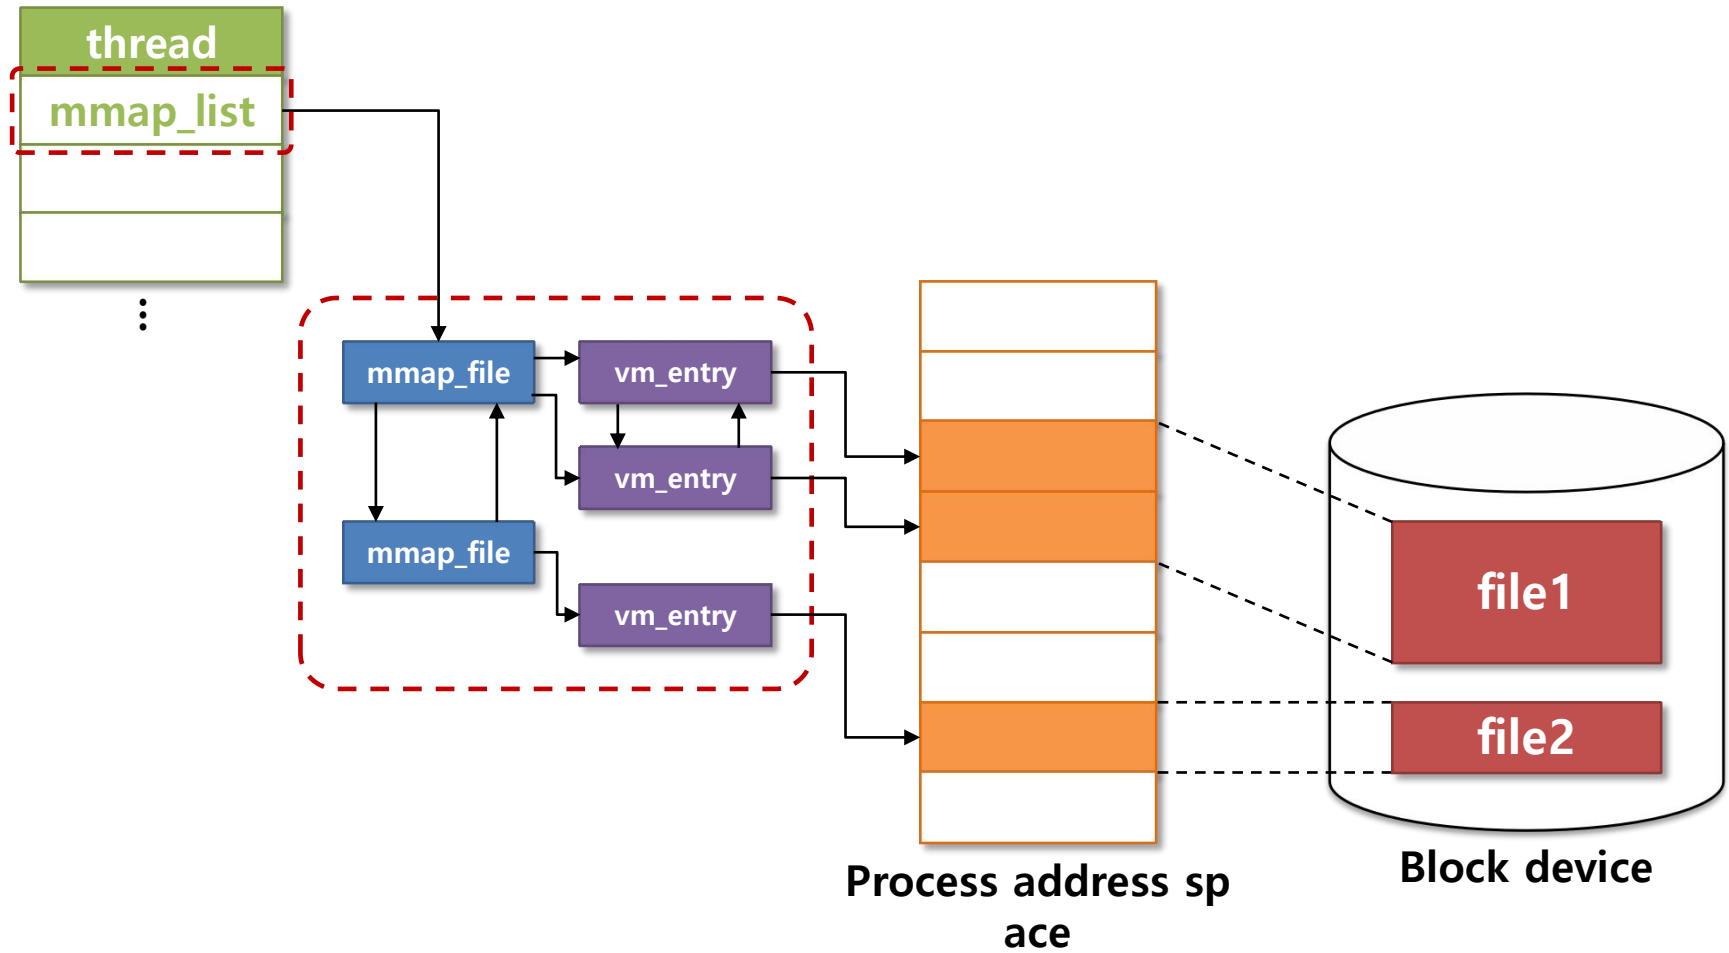 thread
mmap_list
mmap_file
vm_entry
vm_entry
mmap_file
vm_entry
file1
file2
Process address sp
ace
Block device